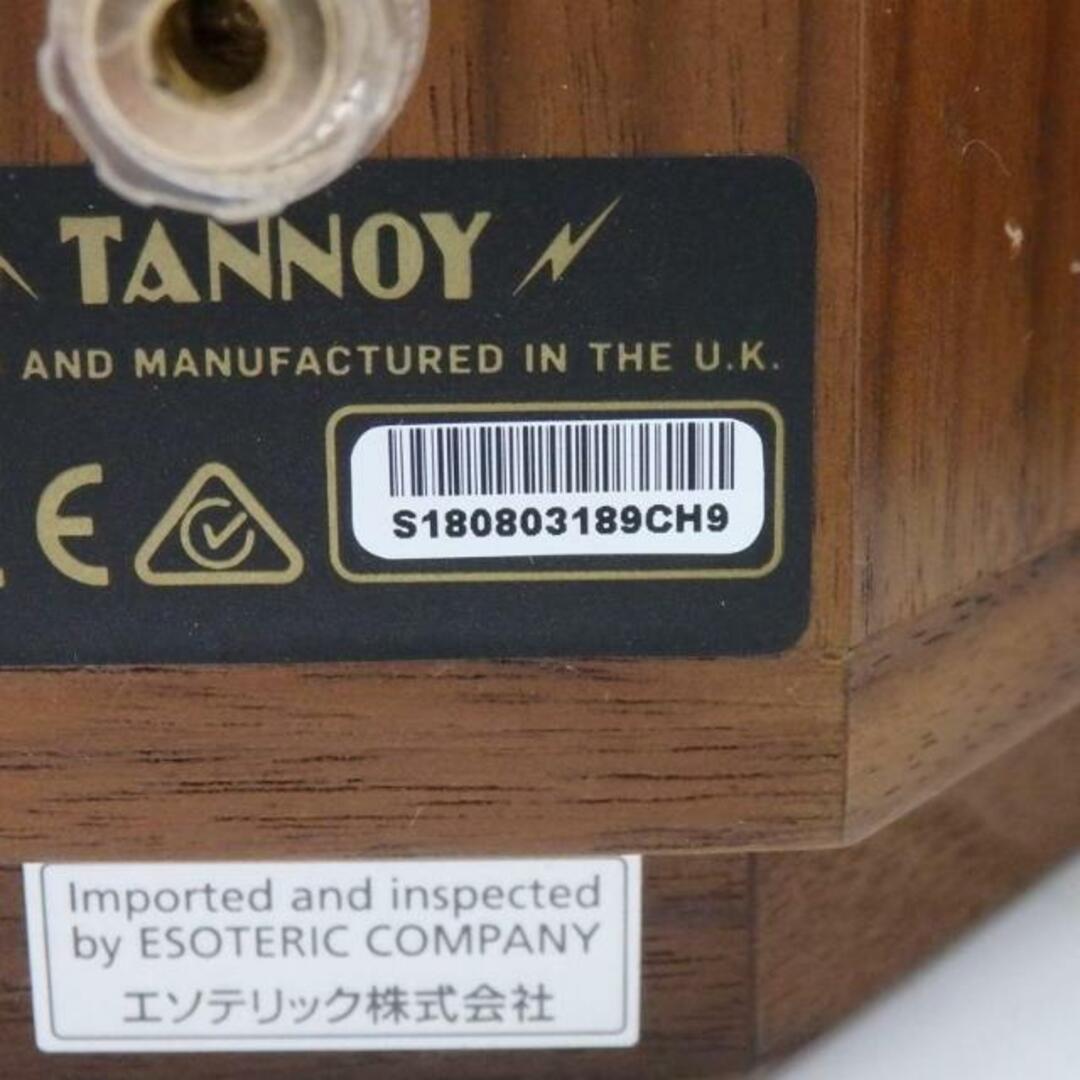 TANNOY
AND MANUFACTURED IN THE U.K.
CE
S180803189CH9
Imported and inspected
by ESOTERIC COMPANY
エソテリック株式会社